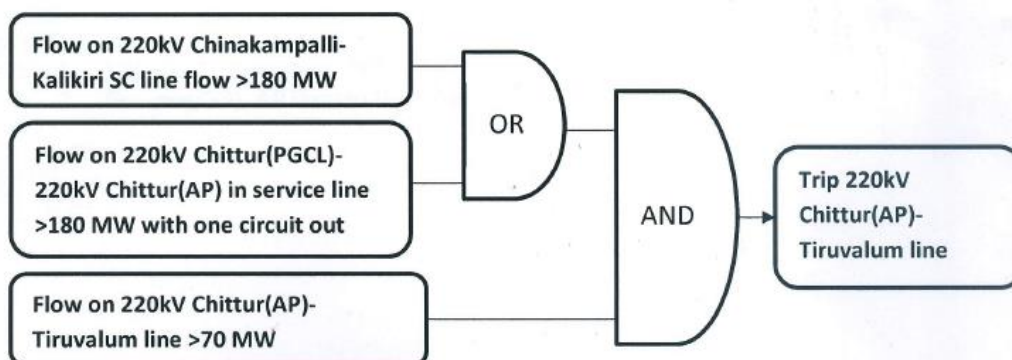 Flow on 220kV Chinakampalli-
Kalikiri SC line flow >180 MW
OR
Flow on 220kV Chittur(PGCL)-
220kV Chittur(AP) in service line
>180 MW with one circuit out
AND
Trip 220kV
Chittur(AP)-
Tiruvalum line
Flow on 220kV Chittur(AP)-
Tiruvalum line >70 MW